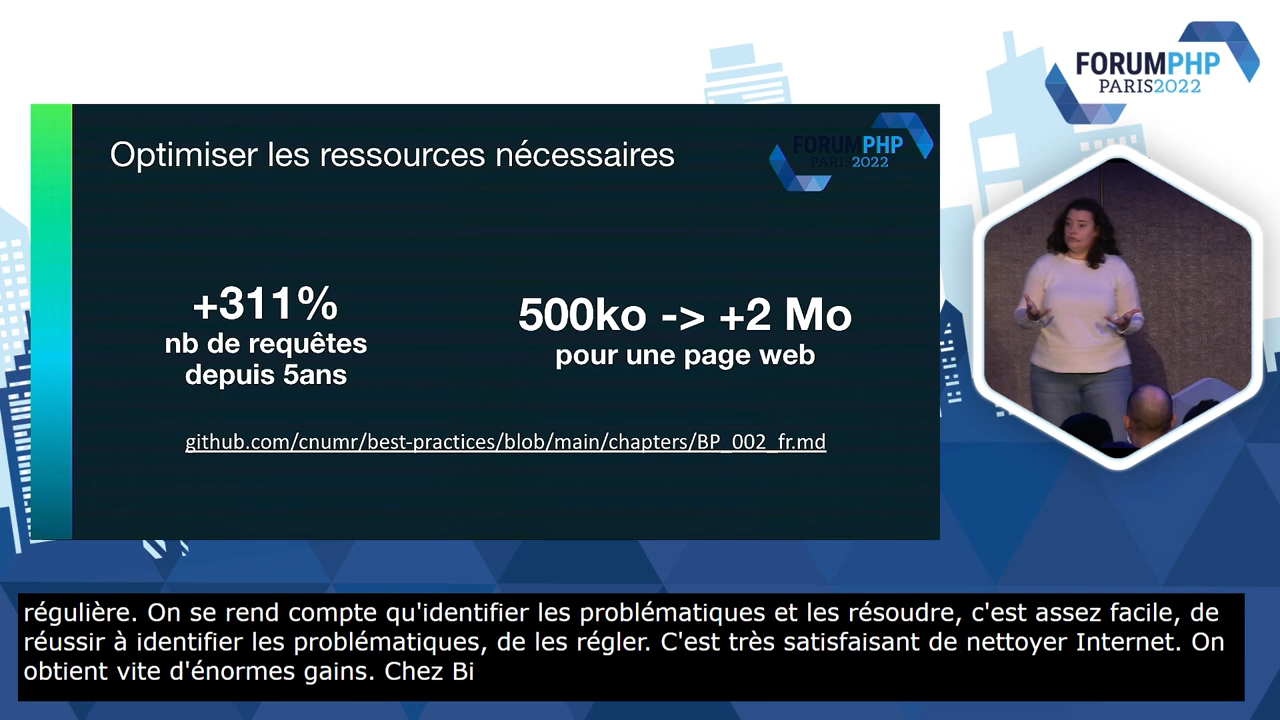 FORUMPHP
PARIS2022
Optimiser les ressources nécessaires
FORUMPHP
PARIS2022
+311%
nb de requêtes
depuis 5ans
500ko -> +2 Mo
pour une page web
github.com/cnumr/best-practices/blob/main/chapters/BP_002_fr.md
régulière. On se rend compte qu'identifier les problématiques et les résoudre, c'est assez facile, de
réussir à identifier les problématiques, de les régler. C'est très satisfaisant de nettoyer Internet. On
obtient vite d'énormes gains. Chez Bi